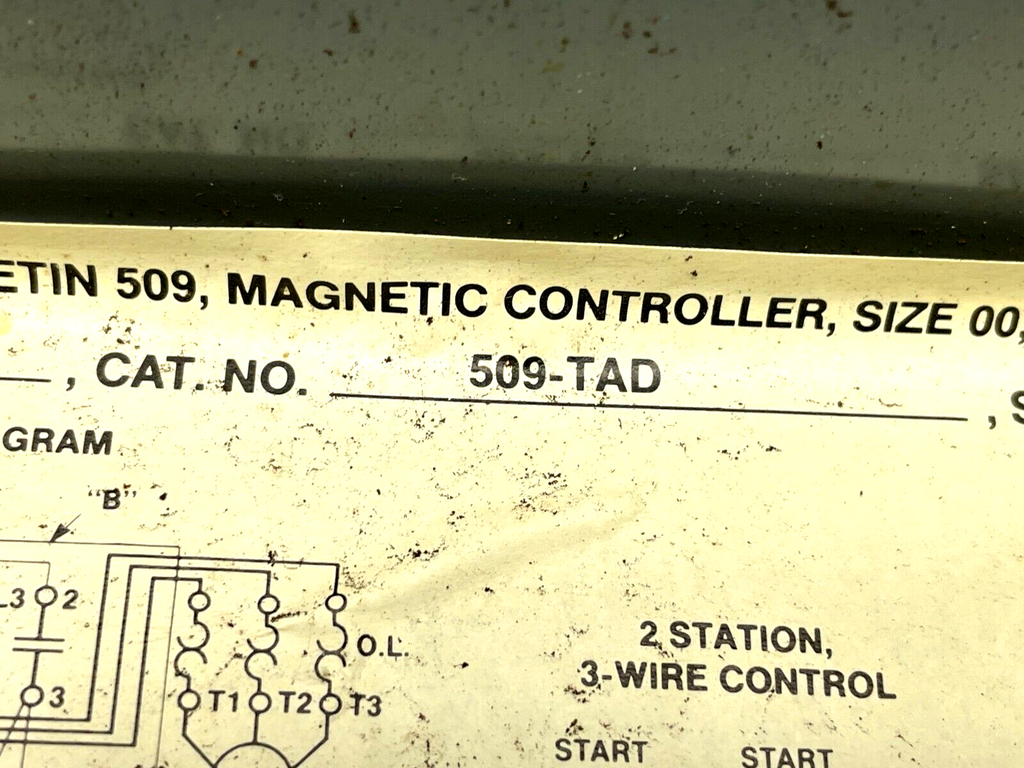 ETIN 509, MAGNETIC CONTROLLER, SIZE 00,
, CAT. NO. 509-TAD , S
GRAM
"B"
L3 2
O.L.
3 T1 T2 T3
2 STATION,
3-WIRE CONTROL
START START